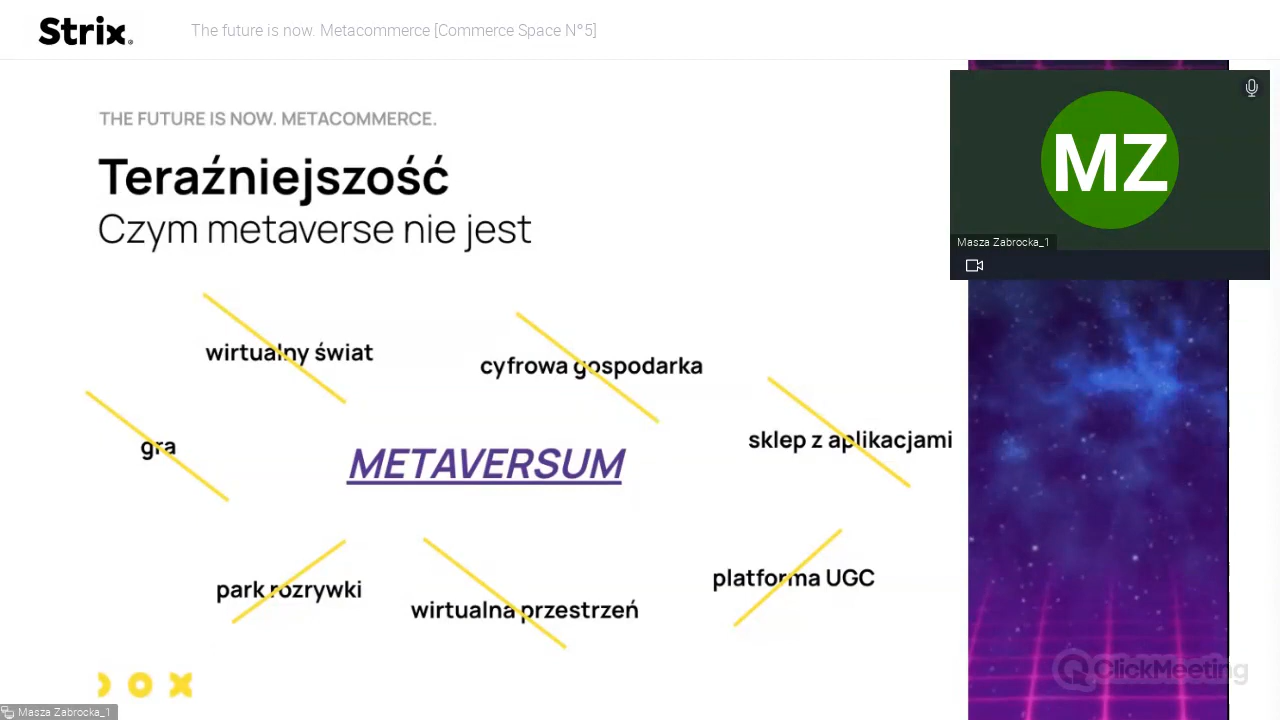 Strix®
The future is now. Metacommerce [Commerce Space N°5]
THE FUTURE IS NOW. METACOMMERCE.
Teraźniejszość
Czym metaverse nie jest
MZ
Masza Zabrocka_1
wirtualny świat
cyfrowa gospodarka
sklep z aplikacjami
gra
METAVERSUM
park rozrywki
wirtualna przestrzeń
platforma UGC
ClickMeeting
Masza Zabrocka_1